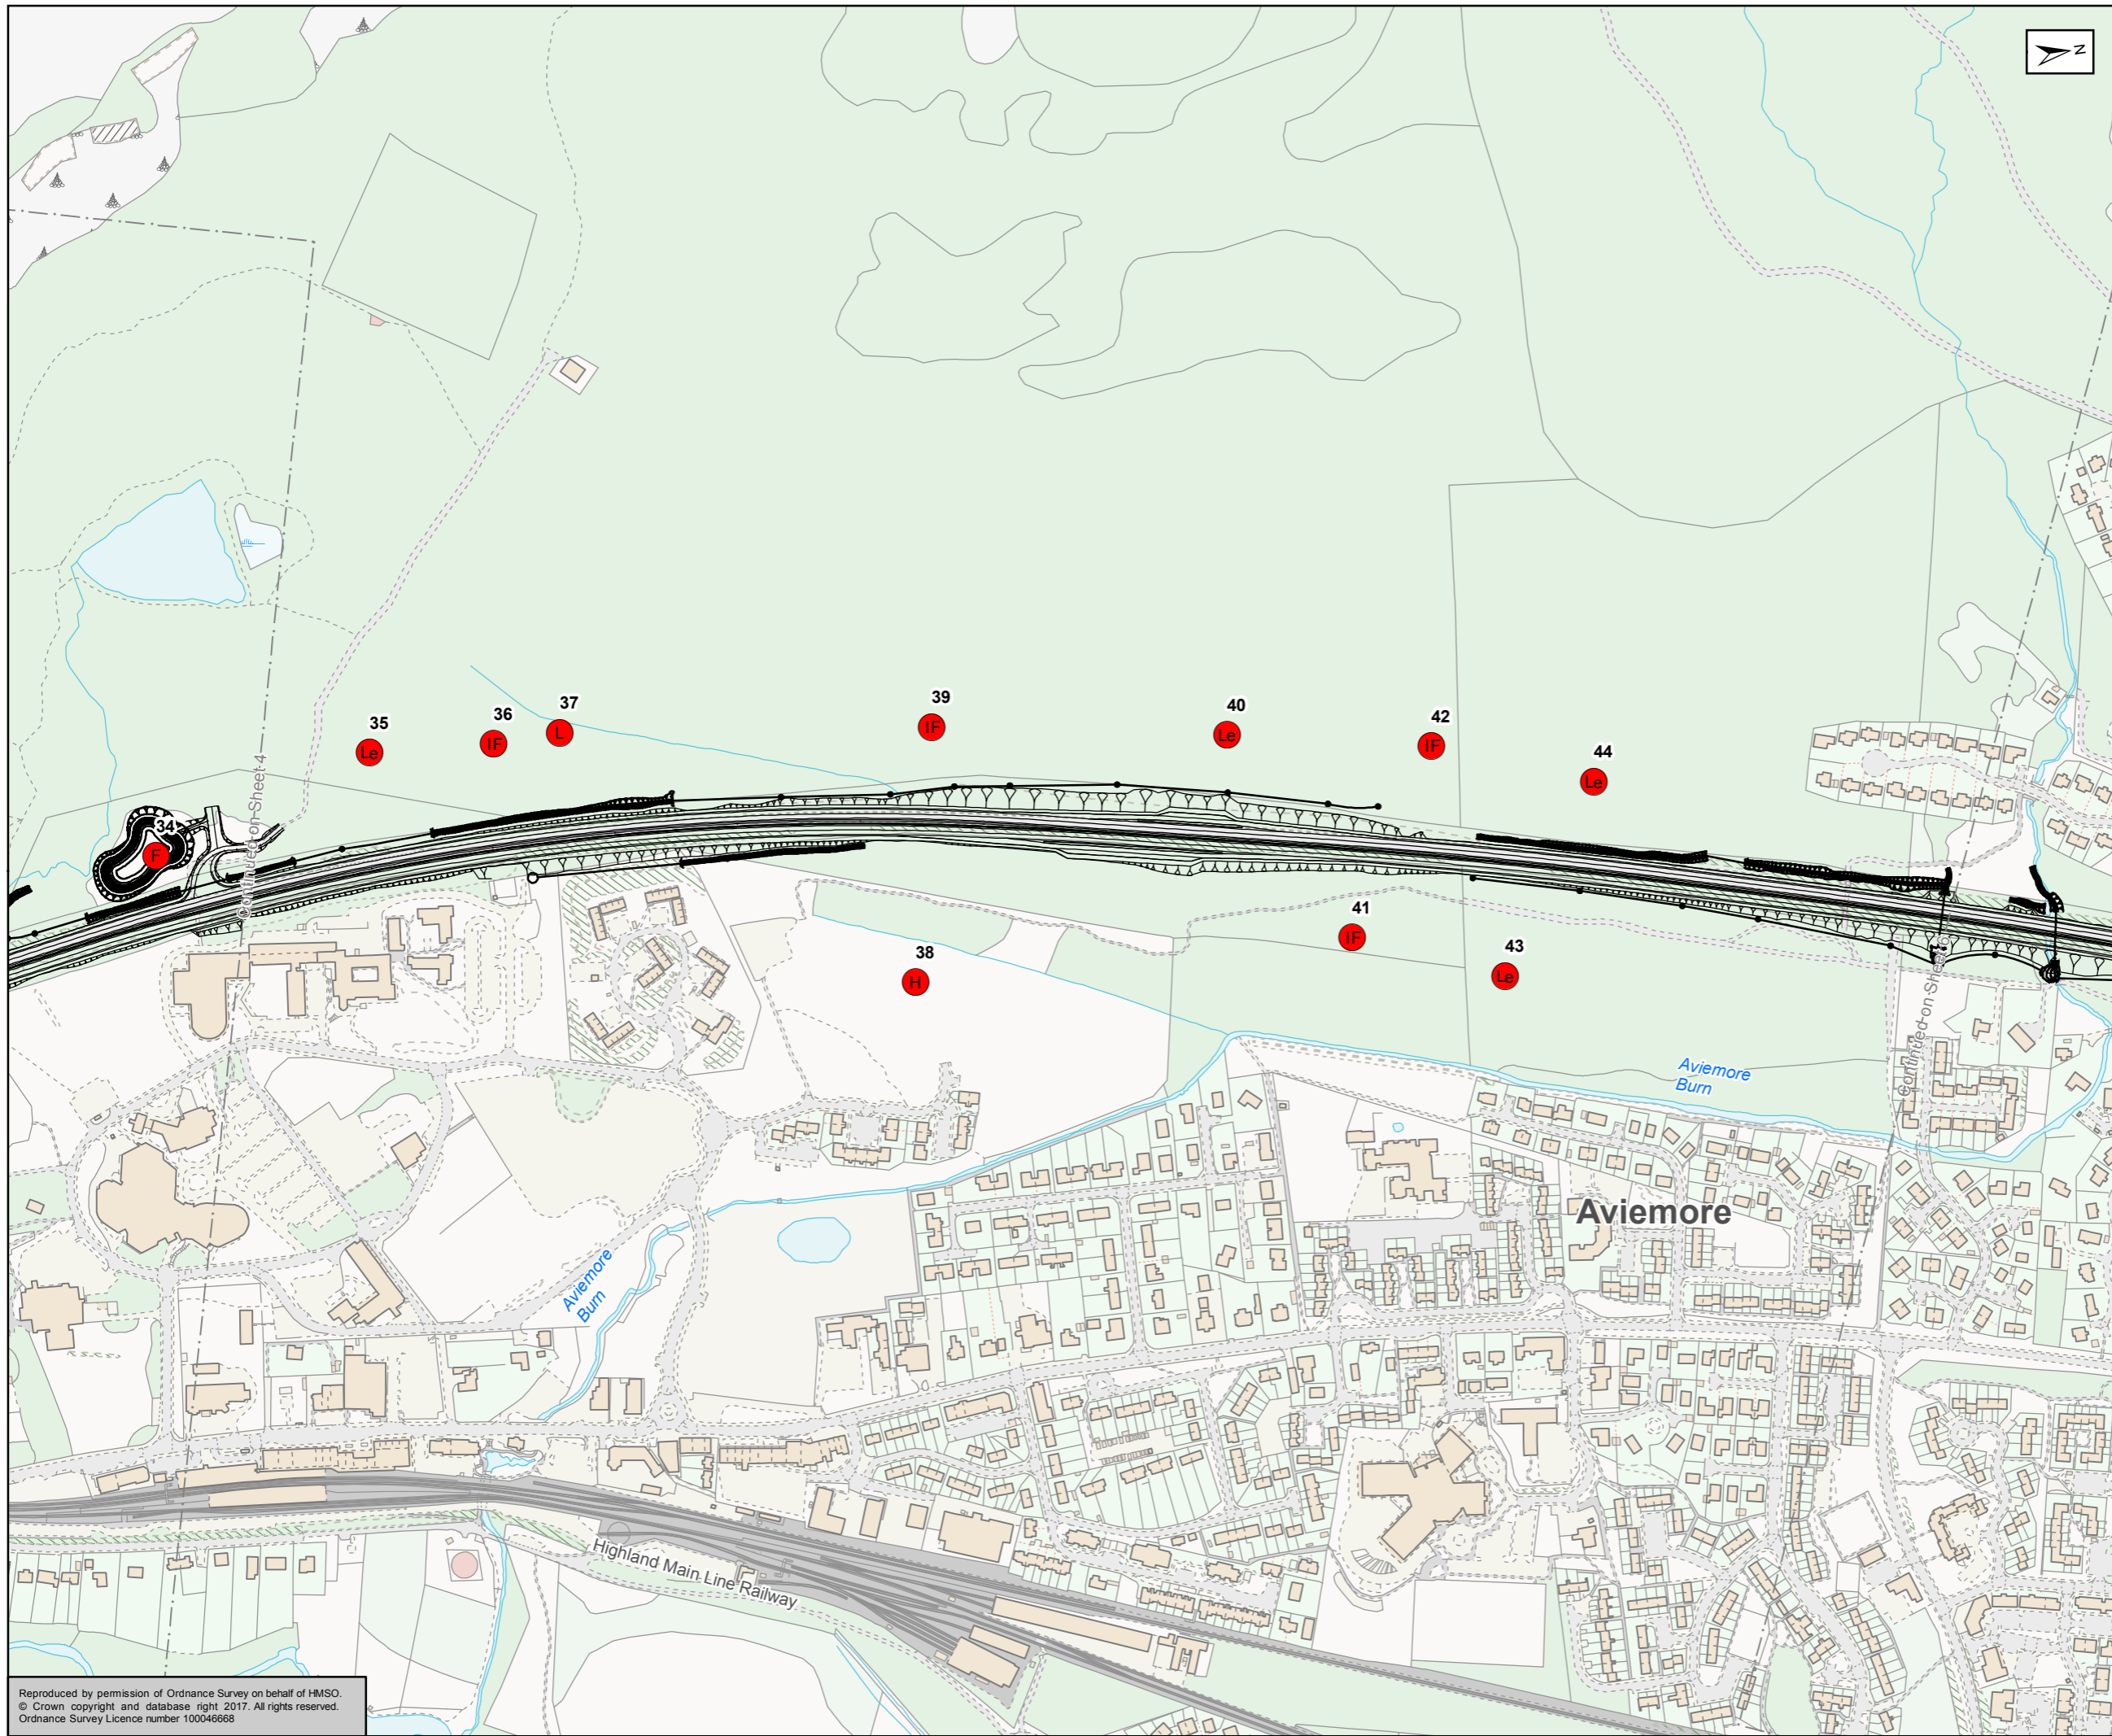 N
37
35
36
39
40
42
44
Le
IF
L
IF
Le
IF
Le
Continued on Sheet 4
34
F
41
IF
38
H
43
Le
Aviemore
Burn
Aviemore
Aviemore
Burn
Highland Main Line Railway
Reproduced by permission of Ordnance Survey on behalf of HMSO.
© Crown copyright and database right 2017. All rights reserved.
Ordnance Survey Licence number 100046668
Continued on Sheet